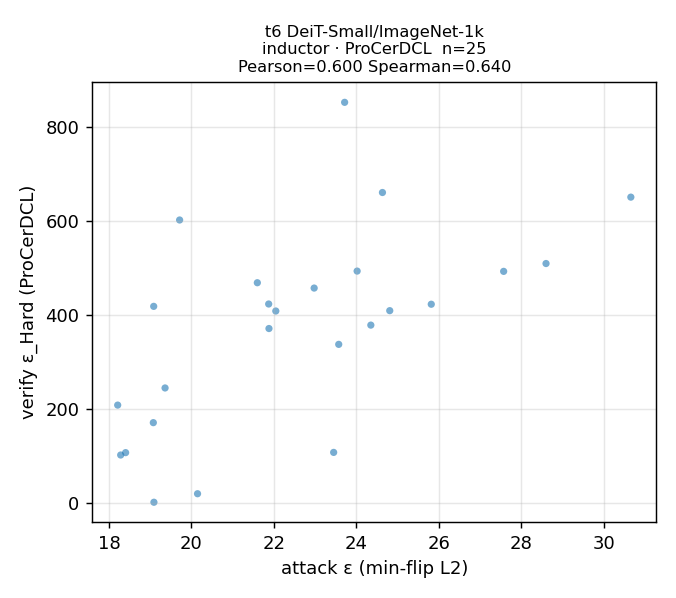 t6 DeiT-Small/ImageNet-1k
inductor · ProCerDCL  n=25
Pearson=0.600 Spearman=0.640
800
600
400
200
0
verify ε_Hard (ProCerDCL)
18 20 22 24 26 28 30
attack ε (min-flip L2)